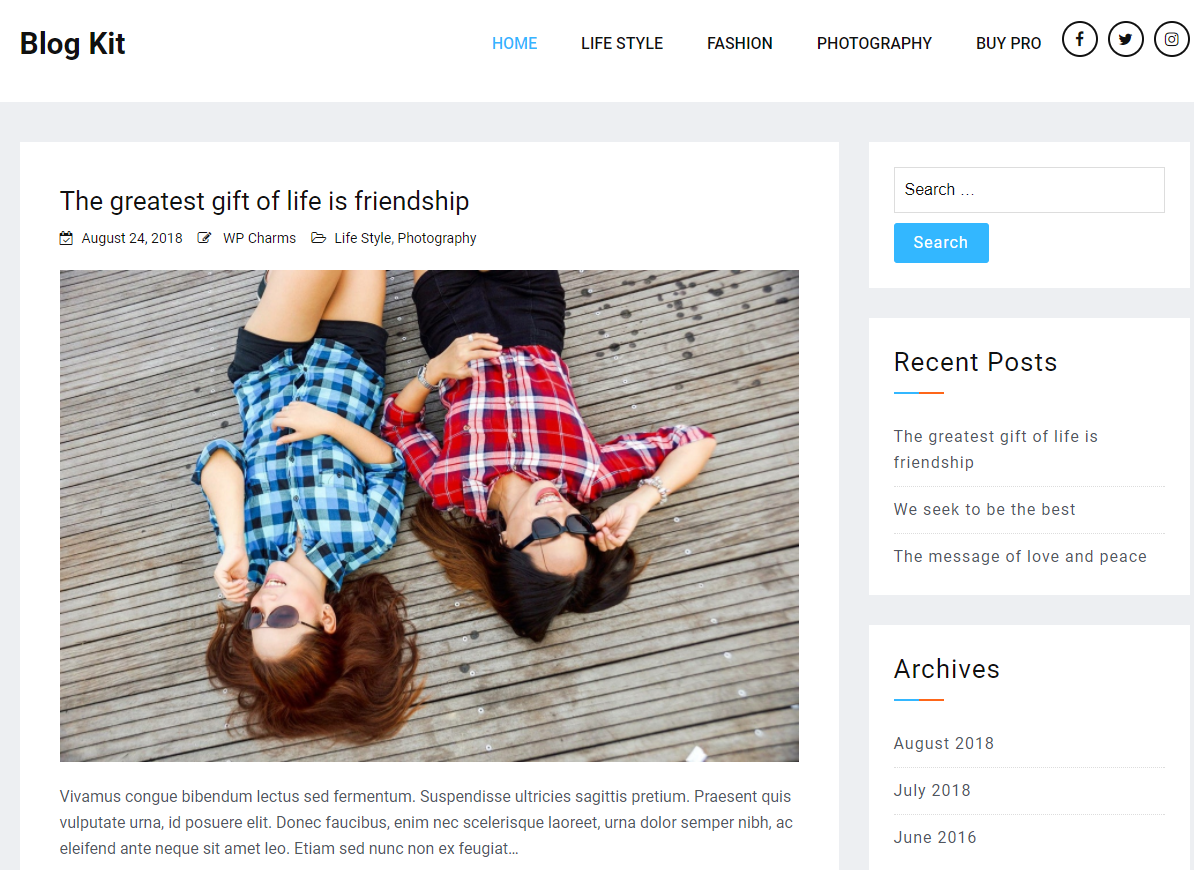 Blog Kit
HOME LIFE STYLE FASHION PHOTOGRAPHY BUY PRO
The greatest gift of life is friendship
August 24, 2018 WP Charms Life Style, Photography
Vivamus congue bibendum lectus sed fermentum. Suspendisse ultricies sagittis pretium. Praesent quis
vulputate urna, id posuere elit. Donec faucibus, enim nec scelerisque laoreet, urna dolor semper nibh, ac
eleifend ante neque sit amet leo. Etiam sed nunc non ex feugiat…
Search …
Search
Recent Posts
The greatest gift of life is
friendship
We seek to be the best
The message of love and peace
Archives
August 2018
July 2018
June 2016